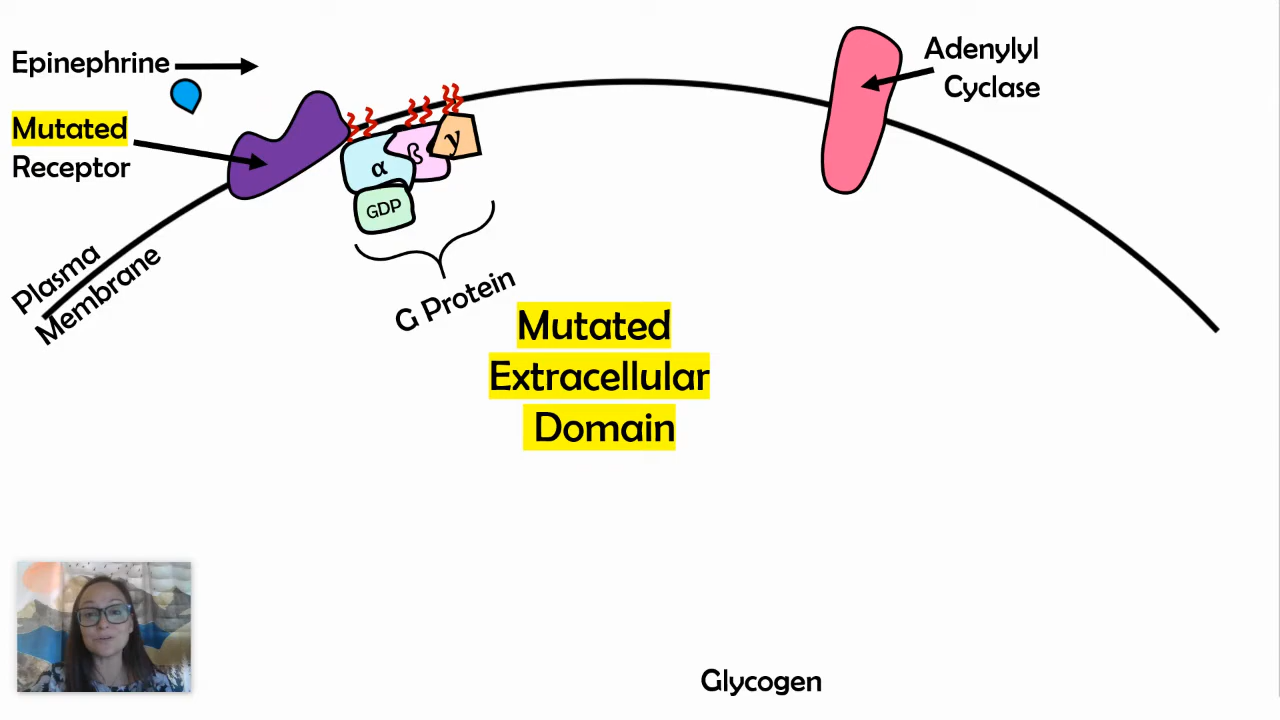 Epinephrine
Mutated
Receptor
Plasma
Membrane
α
β
γ
GDP
G Protein
Adenylyl
Cyclase
Mutated
Extracellular
Domain
Glycogen